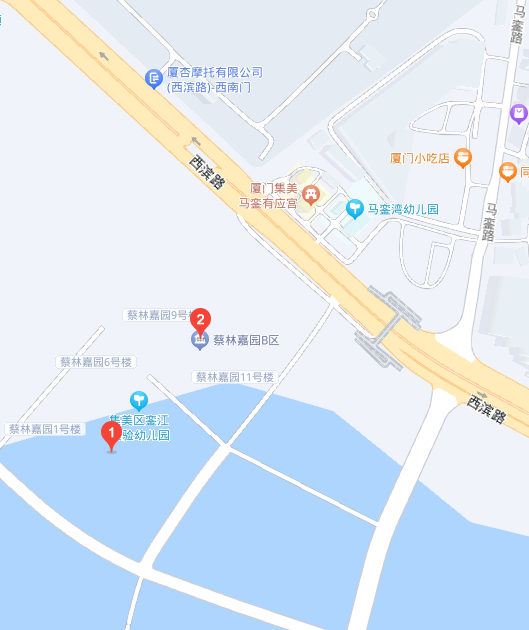 马銮路
厦杏摩托有限公司
(西滨路)-西南门
厦门小吃店
同
西滨路
厦门集美
马銮有应宫
马銮湾幼儿园
马銮路
蔡林嘉园9号
2
蔡林嘉园B区
蔡林嘉园6号楼
蔡林嘉园11号楼
西滨路
集美区銮江
验幼儿园
1
蔡林嘉园1号楼